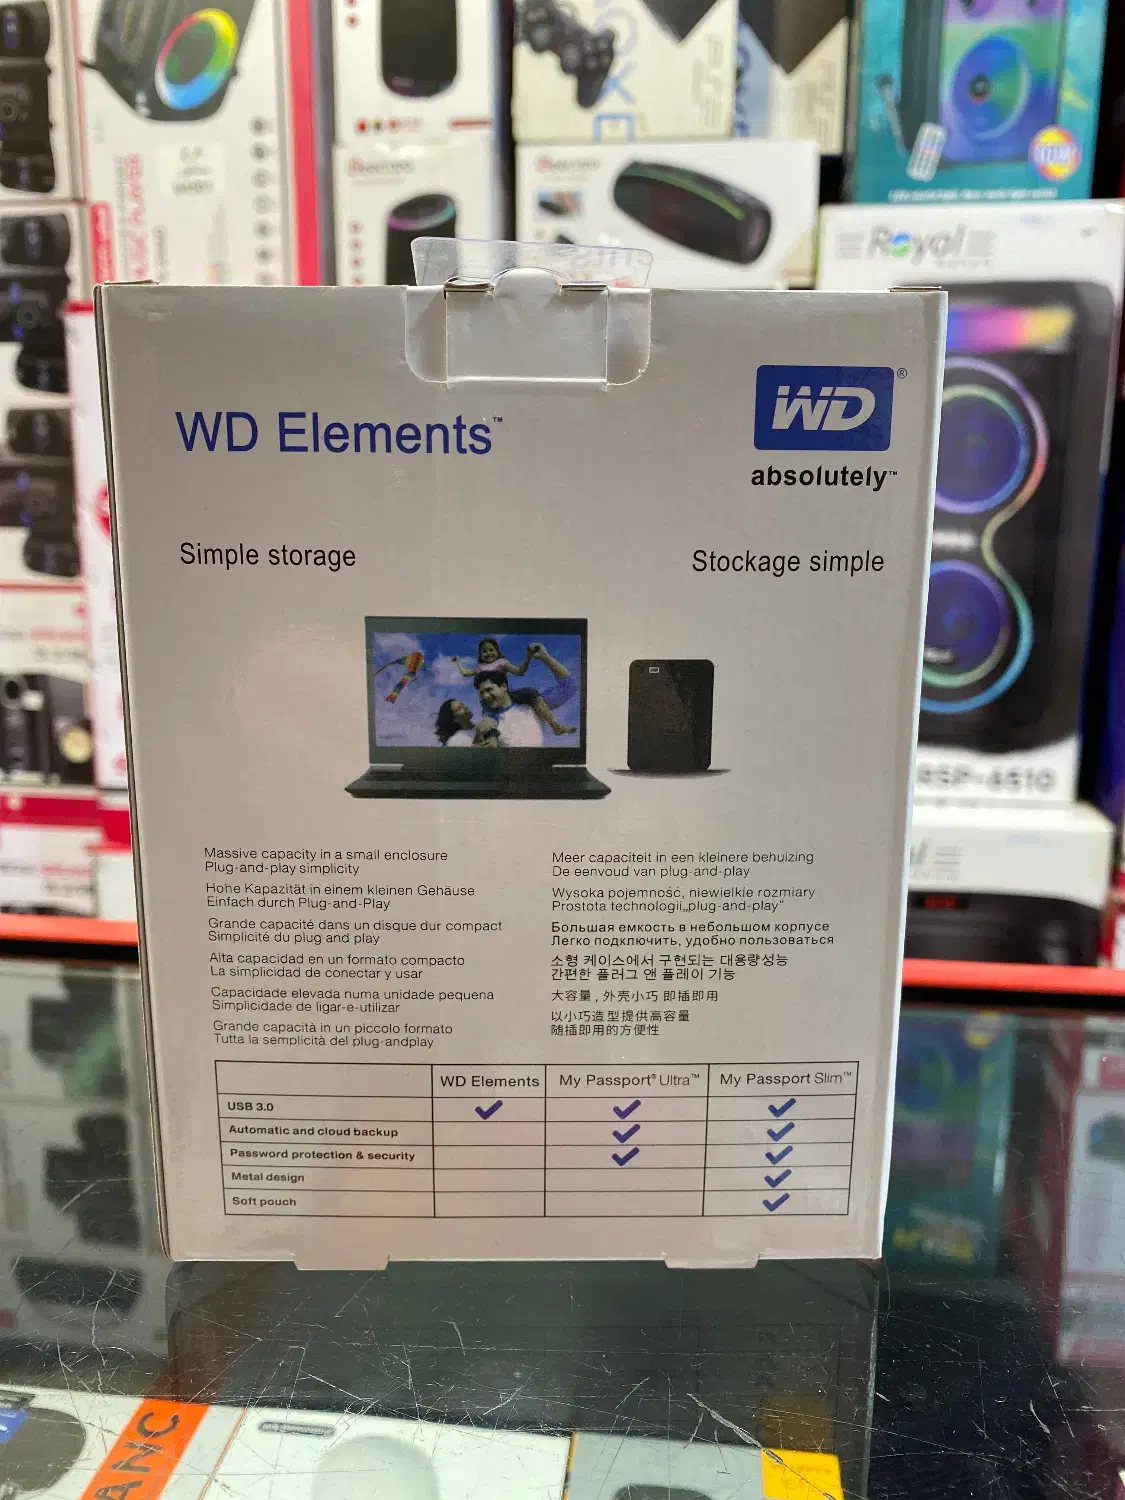 WD Elements™
WD®
absolutely™
Simple storage
Stockage simple
Massive capacity in a small enclosure
Plug-and-play simplicity
Hohe Kapazität in einem kleinen Gehäuse
Einfach durch Plug-and-Play
Grande capacité dans un disque dur compact
Simplicité du plug and play
Alta capacidad en un formato compacto
La simplicidad de conectar y usar
Capacidade elevada numa unidade pequena
Simplicidade de ligar-e-utilizar
Grande capacità in un piccolo formato
Tutta la semplicità del plug-andplay
Meer capaciteit in een kleinere behuizing
De eenvoud van plug-and-play
Wysoka pojemność, niewielkie rozmiary
Prostota technologii„plug-and-play"
Большая емкость в небольшом корпусе
Легко подключить, удобно пользоваться
소형 케이스에서 구현되는 대용량성능
간편한 플러그 앤 플레이 기능
大容量，外壳小巧 即插即用
以小巧造型提供高容量
随插即用的方便性
WD Elements My Passport® Ultra™ My Passport Slim™
USB 3.0 ✓ ✓ ✓
Automatic and cloud backup ✓ ✓
Password protection & security ✓ ✓
Metal design ✓
Soft pouch ✓
Royal
RSP-6510
ANC